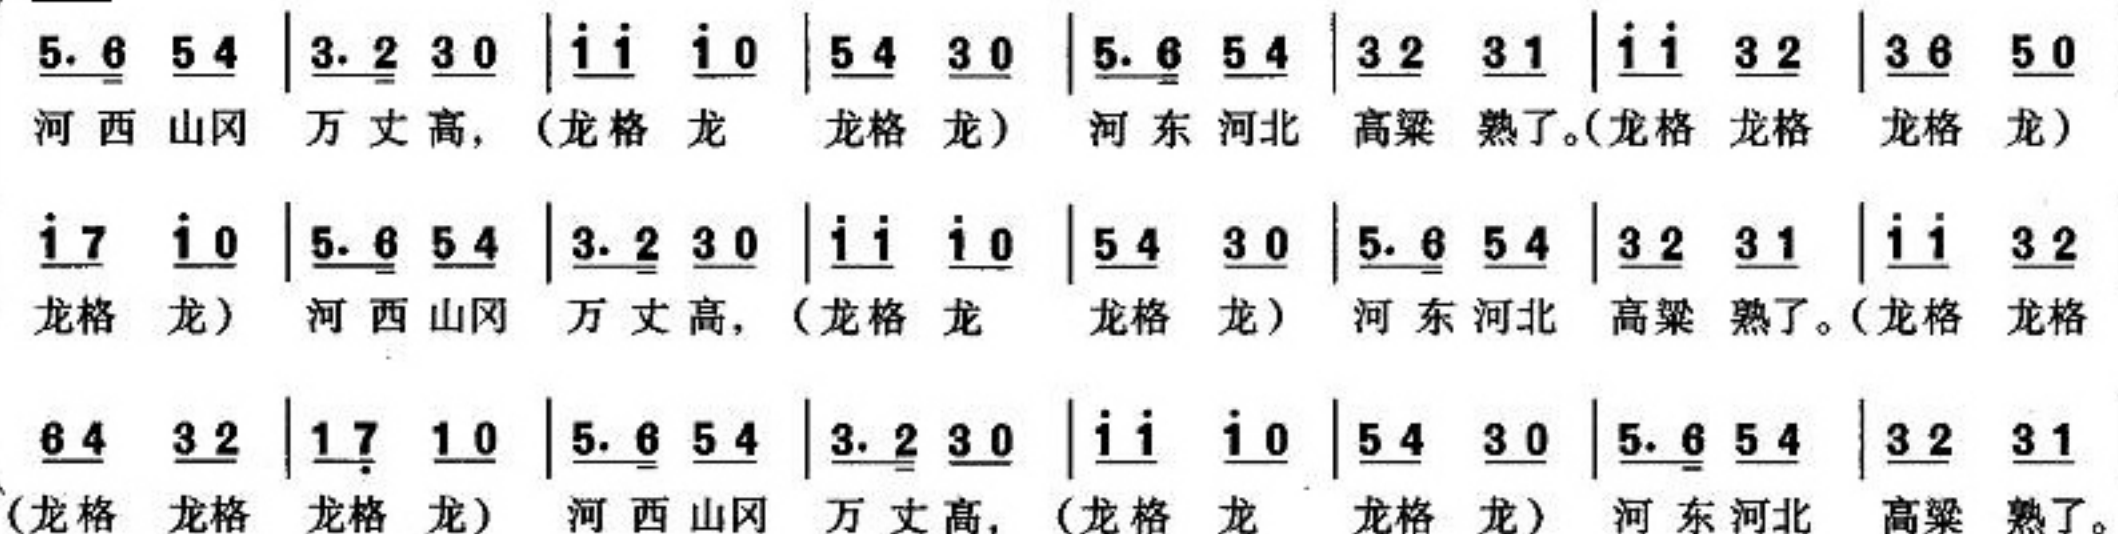 5. 6 5 4 | 3. 2 3 0 | i i i 0 | 5 4 3 0 | 5. 6 5 4 | 3 2 3 1 | i i 3 2 | 3 6 5 0
河 西 山冈 万 丈 高, (龙格 龙 龙格 龙) 河 东 河北 高粱 熟了。(龙格 龙格 龙格 龙)
i 7 i 0 | 5. 6 5 4 | 3. 2 3 0 | i i i 0 | 5 4 3 0 | 5. 6 5 4 | 3 2 3 1 | i i 3 2
龙格 龙) 河 西 山冈 万 丈 高, (龙格 龙 龙格 龙) 河 东 河北 高粱 熟了。(龙格 龙格
6 4 3 2 | 1 7̣ 1 0 | 5. 6 5 4 | 3. 2 3 0 | i i i 0 | 5 4 3 0 | 5. 6 5 4 | 3 2 3 1
(龙格 龙格 龙格 龙) 河 西 山冈 万 丈 高, (龙格 龙 龙格 龙) 河 东 河北 高粱 熟了。